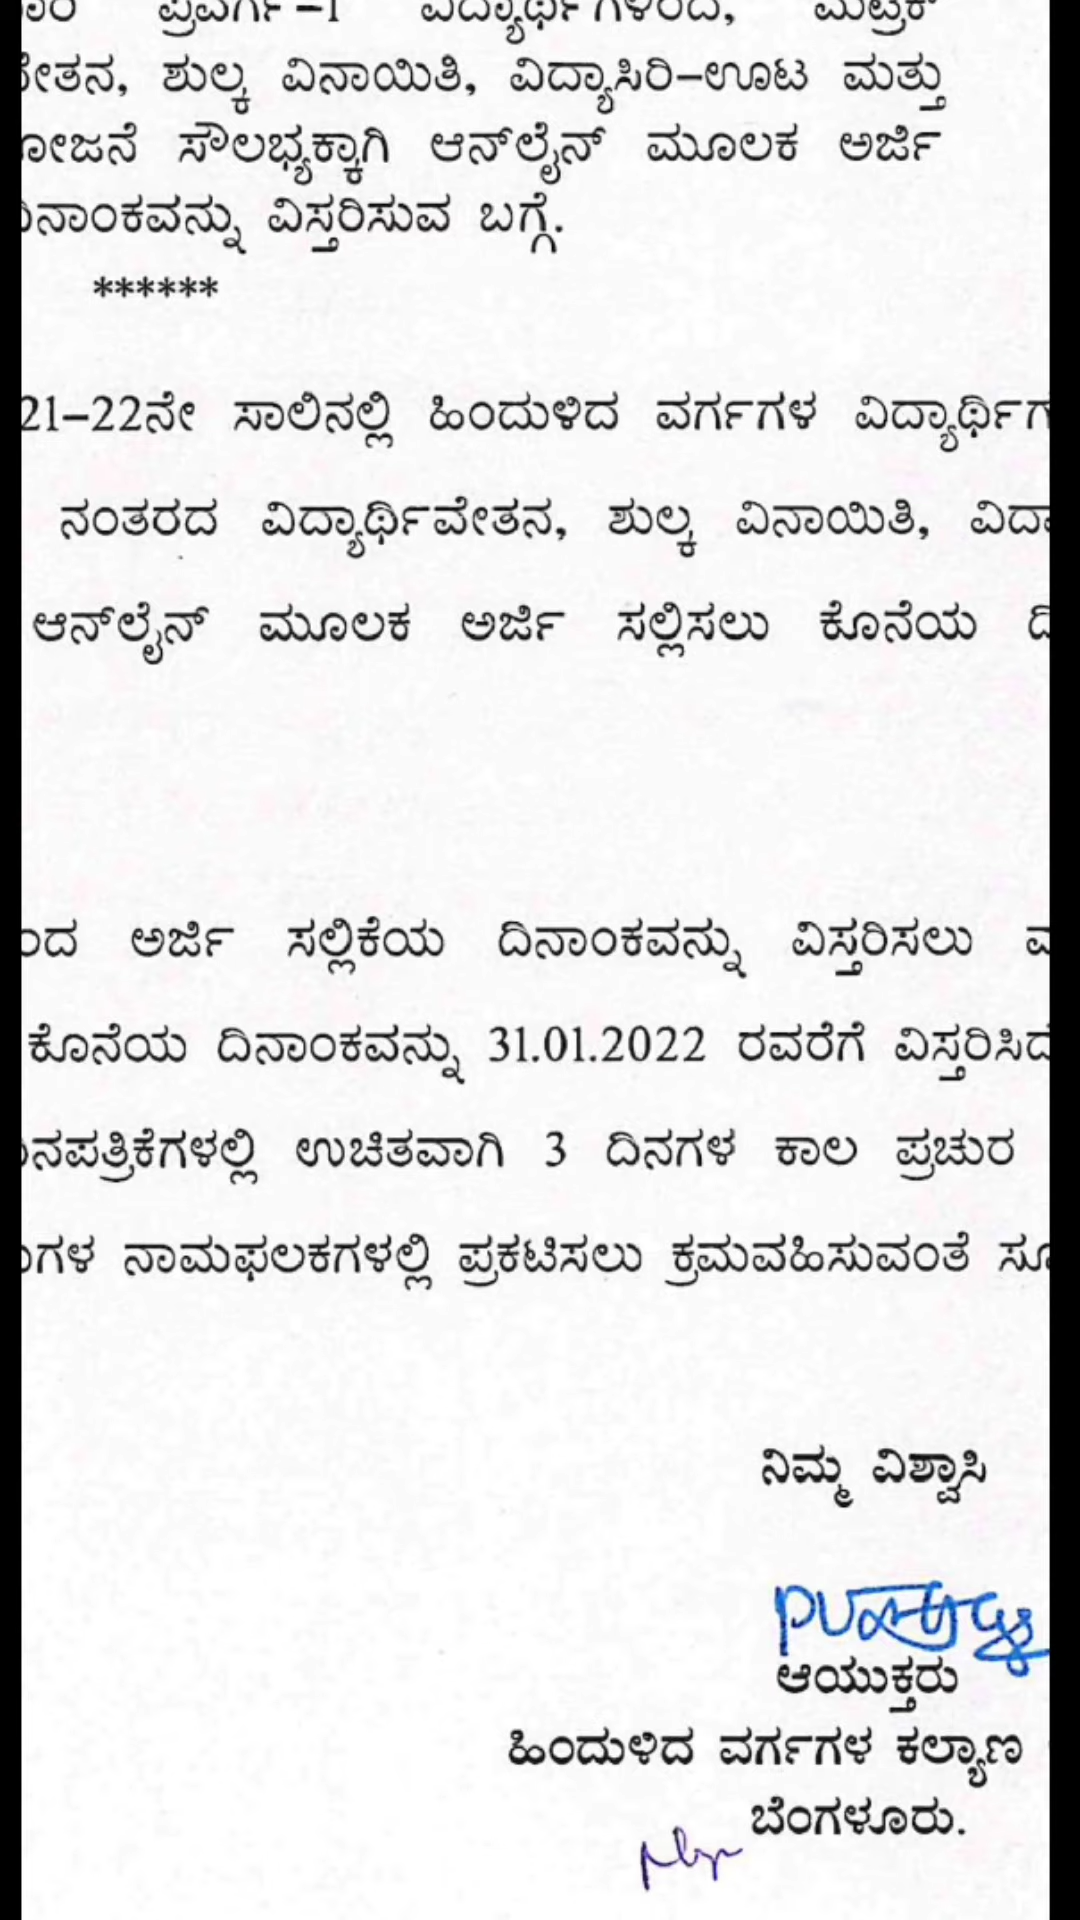 ಪ್ರವರ್ಗ–1 ವಿದ್ಯಾರ್ಥಿಗಳಿಂದ, ಮೆಟ್ರಿಕ್
ವೇತನ, ಶುಲ್ಕ ವಿನಾಯಿತಿ, ವಿದ್ಯಾಸಿರಿ–ಊಟ ಮತ್ತು
ಯೋಜನೆ ಸೌಲಭ್ಯಕ್ಕಾಗಿ ಆನ್‌ಲೈನ್ ಮೂಲಕ ಅರ್ಜಿ
ದಿನಾಂಕವನ್ನು ವಿಸ್ತರಿಸುವ ಬಗ್ಗೆ.
******
21–22ನೇ ಸಾಲಿನಲ್ಲಿ ಹಿಂದುಳಿದ ವರ್ಗಗಳ ವಿದ್ಯಾರ್ಥಿಗ
ನಂತರದ ವಿದ್ಯಾರ್ಥಿವೇತನ, ಶುಲ್ಕ ವಿನಾಯಿತಿ,
ಆನ್‌ಲೈನ್ ಮೂಲಕ ಅರ್ಜಿ ಸಲ್ಲಿಸಲು ಕೊನೆಯ ದಿ
ಂದ ಅರ್ಜಿ ಸಲ್ಲಿಕೆಯ ದಿನಾಂಕವನ್ನು ವಿಸ್ತರಿಸಲು
ಕೊನೆಯ ದಿನಾಂಕವನ್ನು 31.01.2022 ರವರೆಗೆ ವಿಸ್ತರಿಸಿದ
ದಿನಪತ್ರಿಕೆಗಳಲ್ಲಿ ಉಚಿತವಾಗಿ 3 ದಿನಗಳ ಕಾಲ ಪ್ರಚುರ
ಗಳ ನಾಮಫಲಕಗಳಲ್ಲಿ ಪ್ರಕಟಿಸಲು ಕ್ರಮವಹಿಸುವಂತೆ ಸೂ
ನಿಮ್ಮ ವಿಶ್ವಾಸಿ
ಆಯುಕ್ತರು
ಹಿಂದುಳಿದ ವರ್ಗಗಳ ಕಲ್ಯಾಣ
ಬೆಂಗಳೂರು.